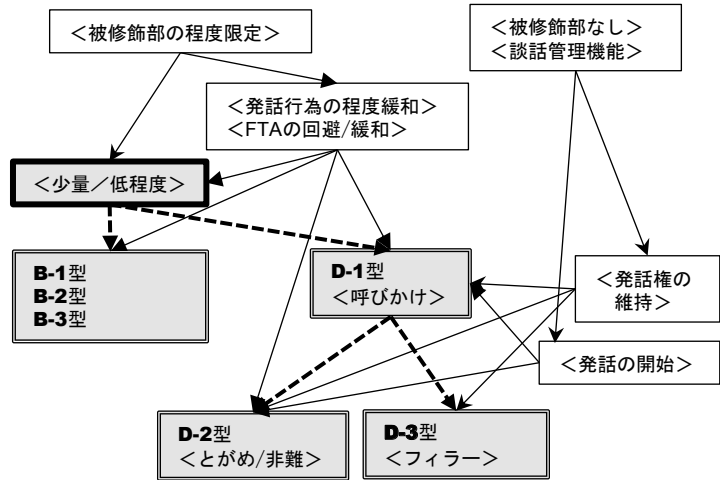 ＜被修飾部の程度限定＞
＜被修飾部なし＞
＜談話管理機能＞
＜発話行為の程度緩和＞
＜FTAの回避/緩和＞
＜少量／低程度＞
B-1型
B-2型
B-3型
D-1型
＜呼びかけ＞
＜発話権の
維持＞
＜発話の開始＞
D-2型
＜とがめ/非難＞
D-3型
＜フィラー＞